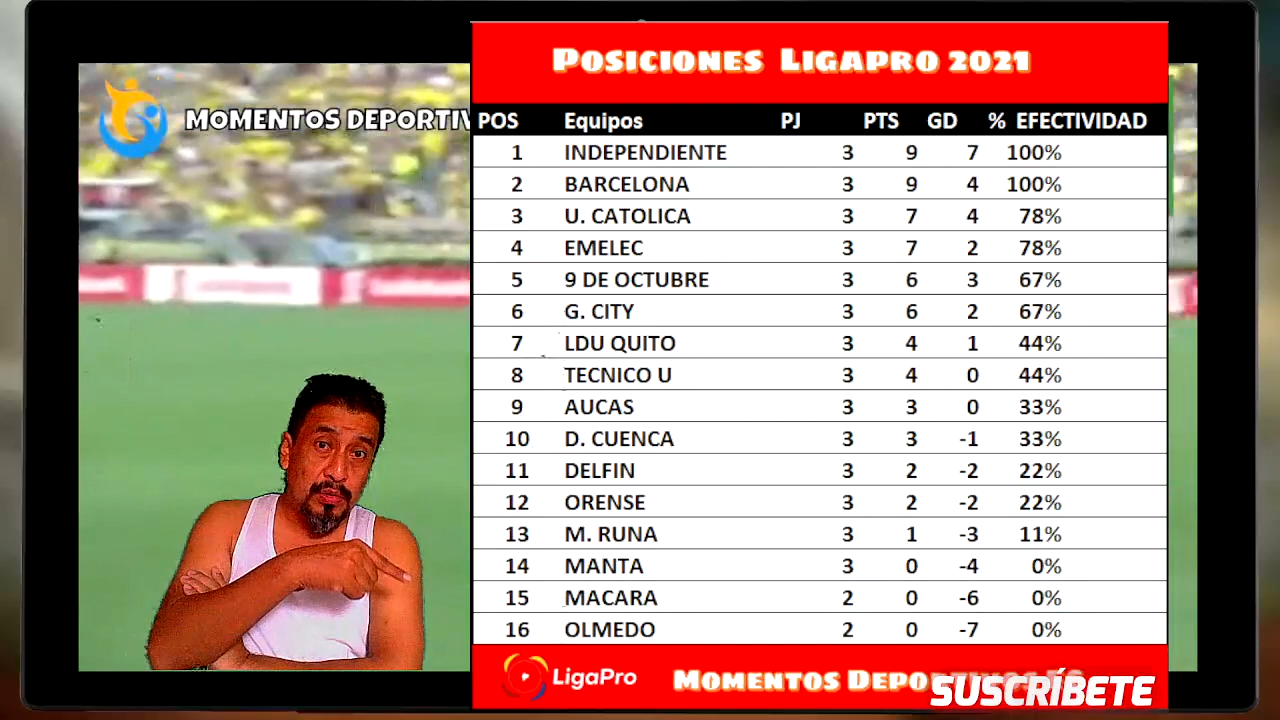 POSICIONES LIGAPRO 2021
MOMENTOS DEPORTIV
POS Equipos PJ PTS GD % EFECTIVIDAD
1 INDEPENDIENTE 3 9 7 100%
2 BARCELONA 3 9 4 100%
3 U. CATOLICA 3 7 4 78%
4 EMELEC 3 7 2 78%
5 9 DE OCTUBRE 3 6 3 67%
6 G. CITY 3 6 2 67%
7 LDU QUITO 3 4 1 44%
8 TECNICO U 3 4 0 44%
9 AUCAS 3 3 0 33%
10 D. CUENCA 3 3 -1 33%
11 DELFIN 3 2 -2 22%
12 ORENSE 3 2 -2 22%
13 M. RUNA 3 1 -3 11%
14 MANTA 3 0 -4 0%
15 MACARA 2 0 -6 0%
16 OLMEDO 2 0 -7 0%
LigaPro MOMENTOS DEPO
SUSCRÍBETE